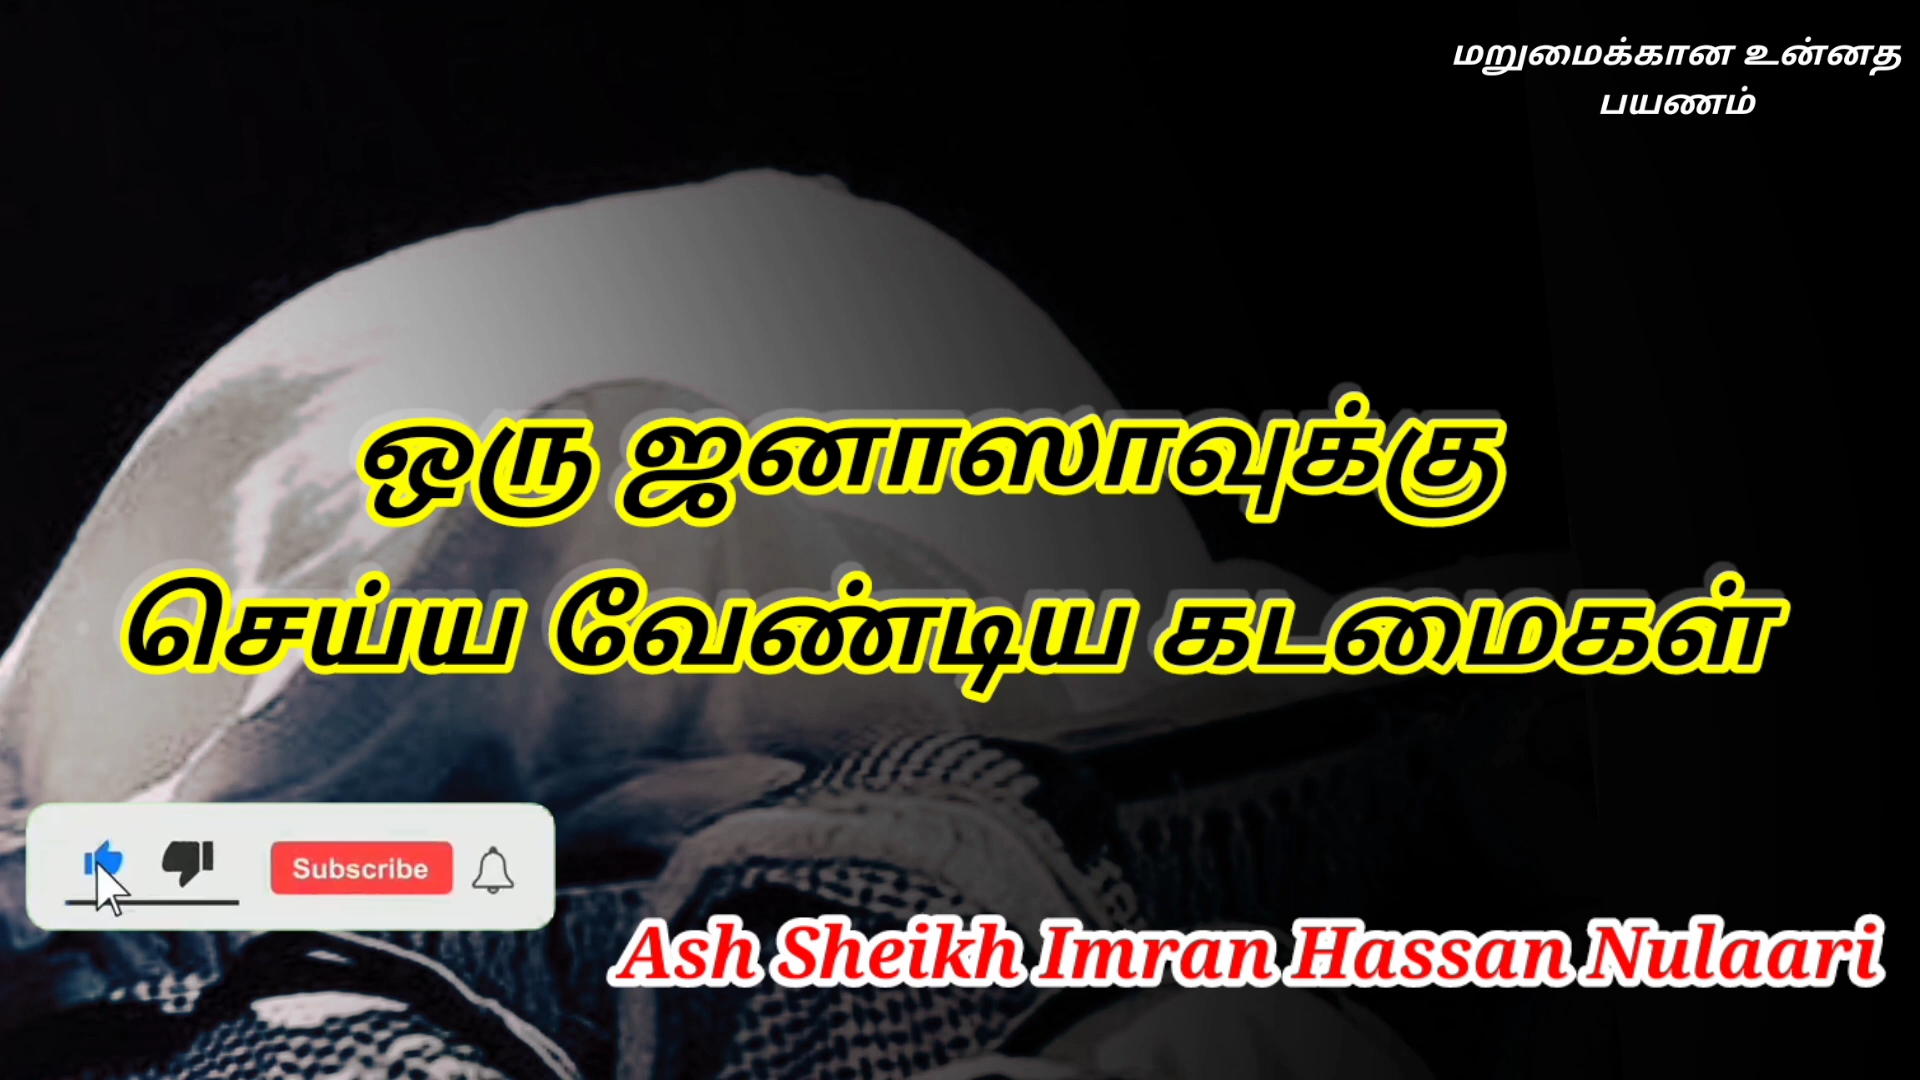 மறுமைக்கான உன்னத
பயணம்
ஒரு ஜனாஸாவுக்கு
செய்ய வேண்டிய கடமைகள்
Subscribe
Ash Sheikh Imran Hassan Nulaari